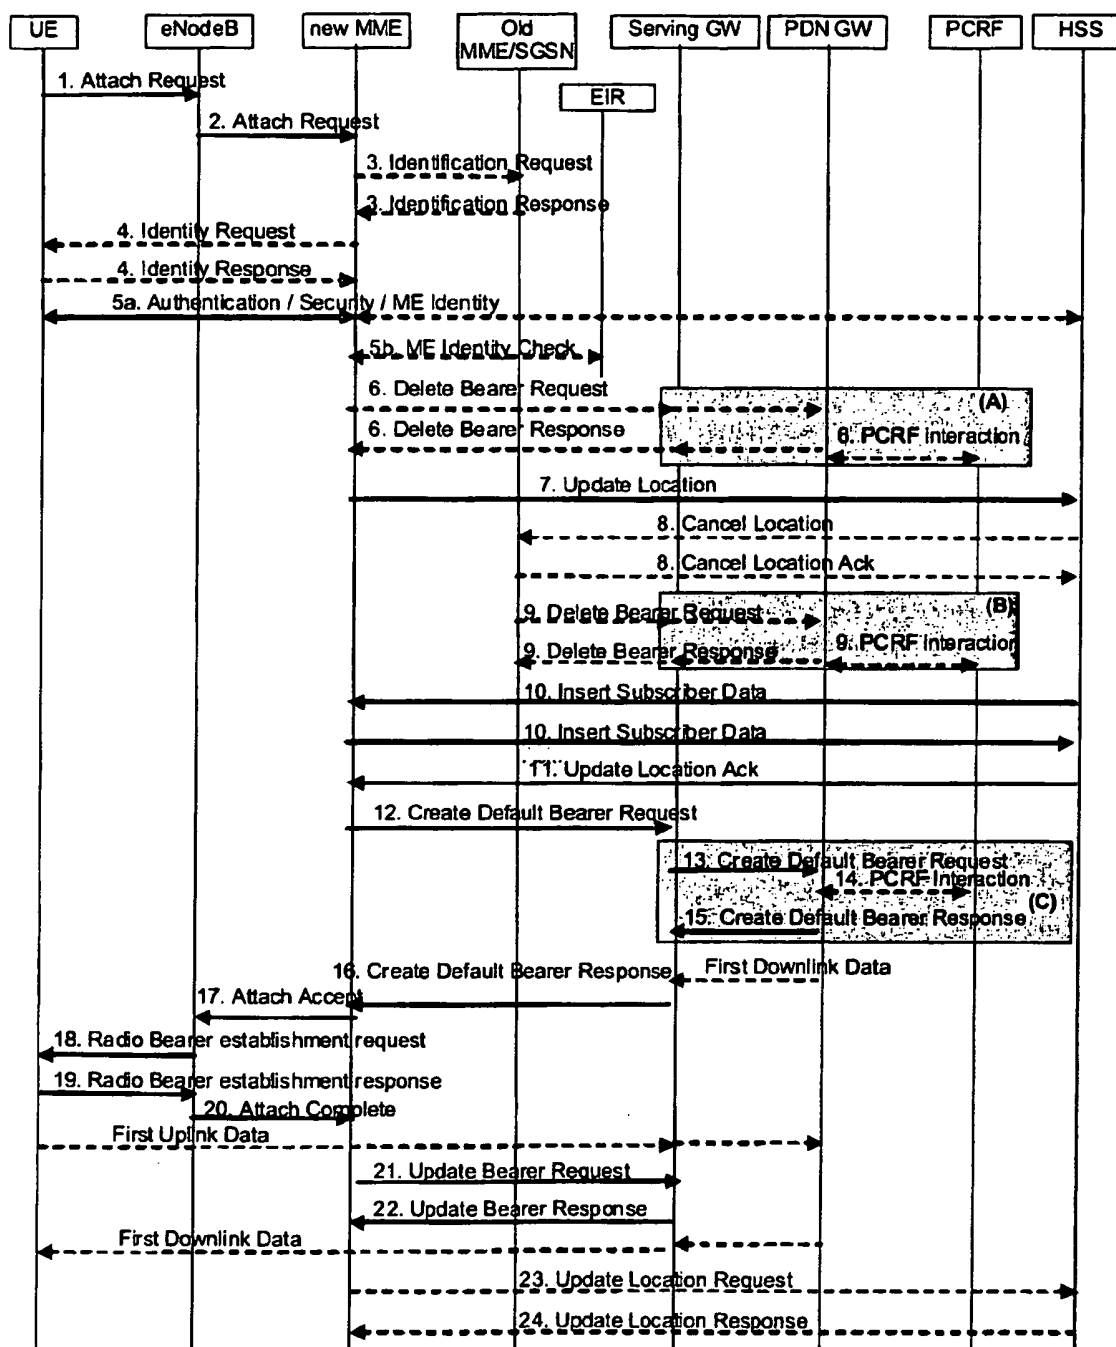 UE
eNodeB
new MME
Old
MME/SGSN
Serving GW
PDN GW
PCRF
HSS
1. Attach Request
EIR
2. Attach Request
3. Identification Request
3. Identification Response
4. Identity Request
4. Identity Response
5a. Authentication / Security / ME Identity
5b. ME Identity Check
6. Delete Bearer Request
(A)
6. Delete Bearer Response
6. PCRF Interaction
7. Update Location
8. Cancel Location
8. Cancel Location Ack
9. Delete Bearer Request
(B)
9. Delete Bearer Response
9. PCRF Interaction
10. Insert Subscriber Data
10. Insert Subscriber Data
11. Update Location Ack
12. Create Default Bearer Request
13. Create Default Bearer Request
14. PCRF Interaction
(C)
15. Create Default Bearer Response
16. Create Default Bearer Response
First Downlink Data
17. Attach Accept
18. Radio Bearer establishment request
19. Radio Bearer establishment response
20. Attach Complete
First Uplink Data
21. Update Bearer Request
22. Update Bearer Response
First Downlink Data
23. Update Location Request
24. Update Location Response